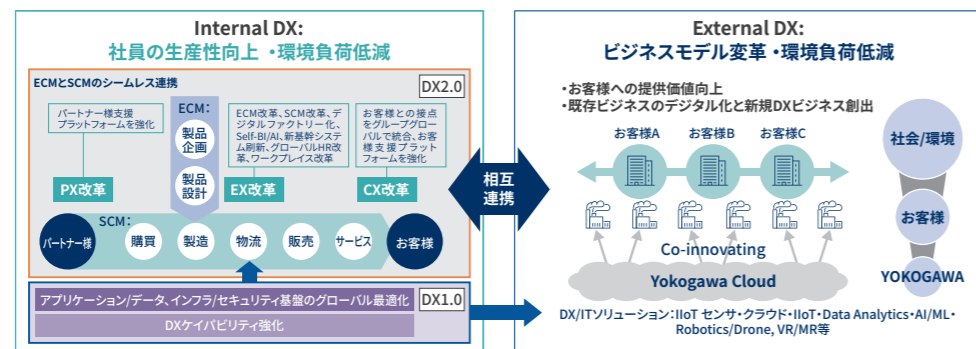 Internal DX:
社員の生産性向上 ・環境負荷低減
ECMとSCMのシームレス連携
DX2.0
パートナー様支援
プラットフォームを強化
PX改革
ECM:
製品
企画
製品
設計
ECM改革、SCM改革、デ
ジタルファクトリー化、
Self-BI/AI、新基幹システ
ム刷新、グローバルHR改
革、ワークプレイス改革
EX改革
お客様との接点
をグループグロー
バルで統合、お客
様支援プラット
フォームを強化
CX改革
SCM:
パートナー様
購買
製造
物流
販売
サービス
お客様
アプリケーション/データ、インフラ/セキュリティ基盤のグローバル最適化
DX1.0
DXケイパビリティ強化
相互
連携
External DX:
ビジネスモデル変革 ・環境負荷低減
・お客様への提供価値向上
・既存ビジネスのデジタル化と新規DXビジネス創出
お客様A
お客様B
お客様C
Co-innovating
Yokogawa Cloud
DX/ITソリューション:IIoT センサ・クラウド・IIoT・Data Analytics・AI/ML・
Robotics/Drone, VR/MR等
社会/環境
お客様
YOKOGAWA